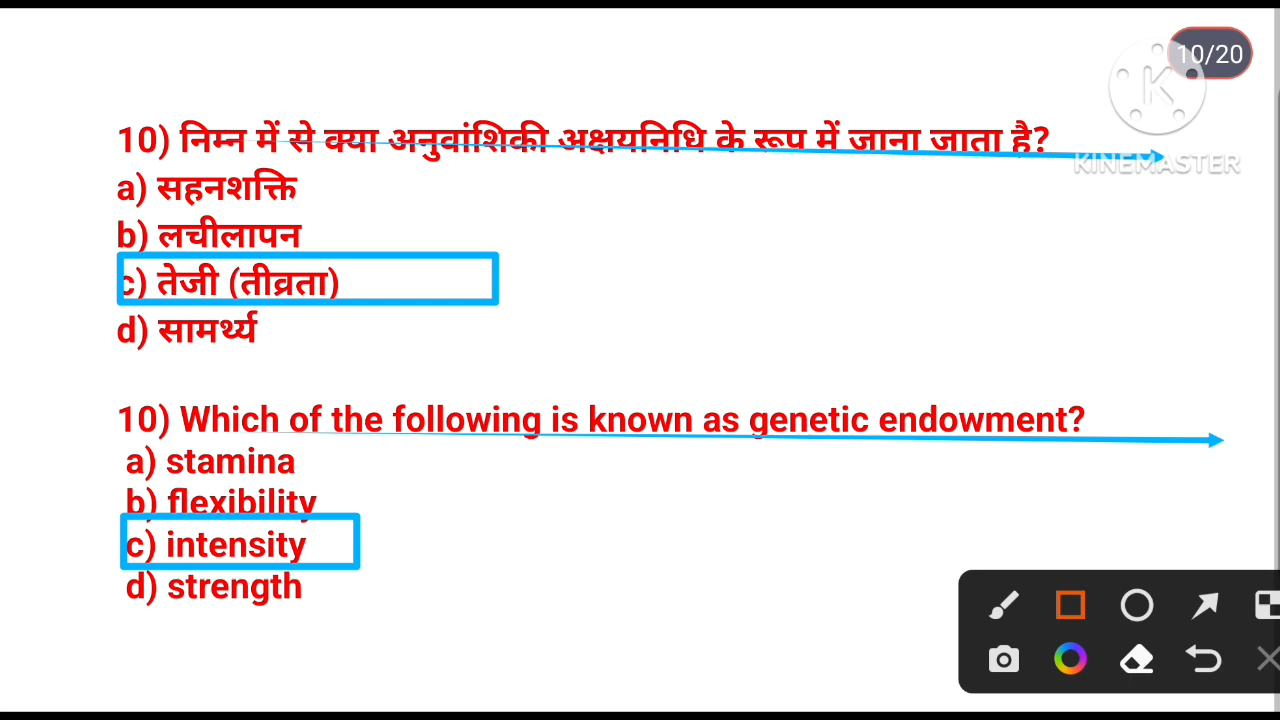 10/20
KINEMASTER
10) निम्न में से क्या अनुवांशिकी अक्षयनिधि के रूप में जाना जाता है?
a) सहनशक्ति
b) लचीलापन
c) तेजी (तीव्रता)
d) सामर्थ्य
10) Which of the following is known as genetic endowment?
a) stamina
b) flexibility
c) intensity
d) strength